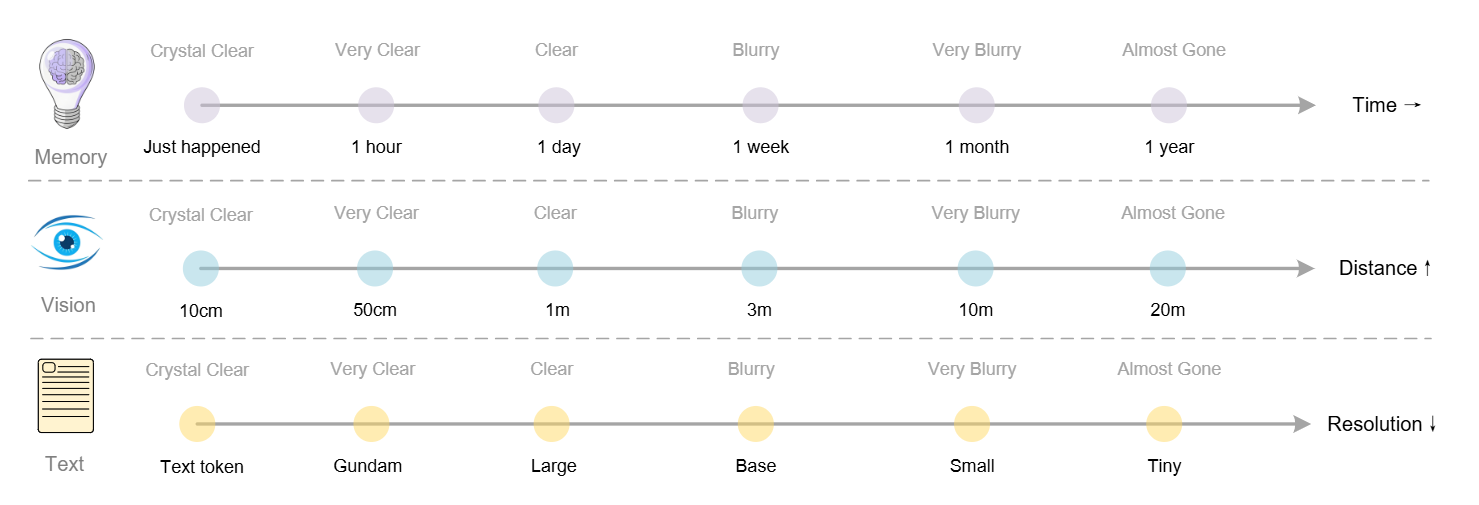 Crystal Clear Very Clear Clear Blurry Very Blurry Almost Gone
Time →
Just happened 1 hour 1 day 1 week 1 month 1 year
Memory
Crystal Clear Very Clear Clear Blurry Very Blurry Almost Gone
Distance ↑
10cm 50cm 1m 3m 10m 20m
Vision
Crystal Clear Very Clear Clear Blurry Very Blurry Almost Gone
Resolution ↓
Text token Gundam Large Base Small Tiny
Text